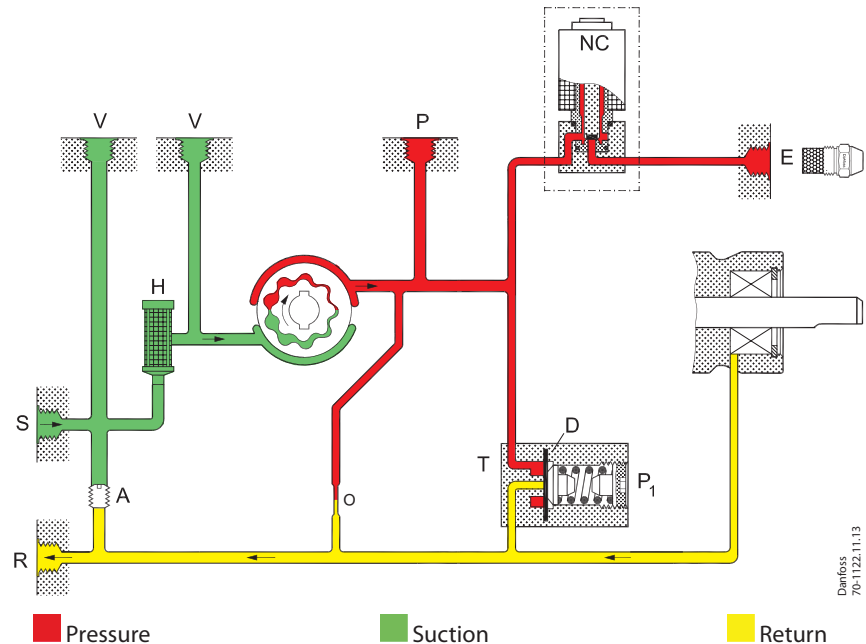 NC
V
V
P
E
H
S
D
T
P1
A
O
R
Danfoss
70-1122.11.13
Pressure
Suction
Return